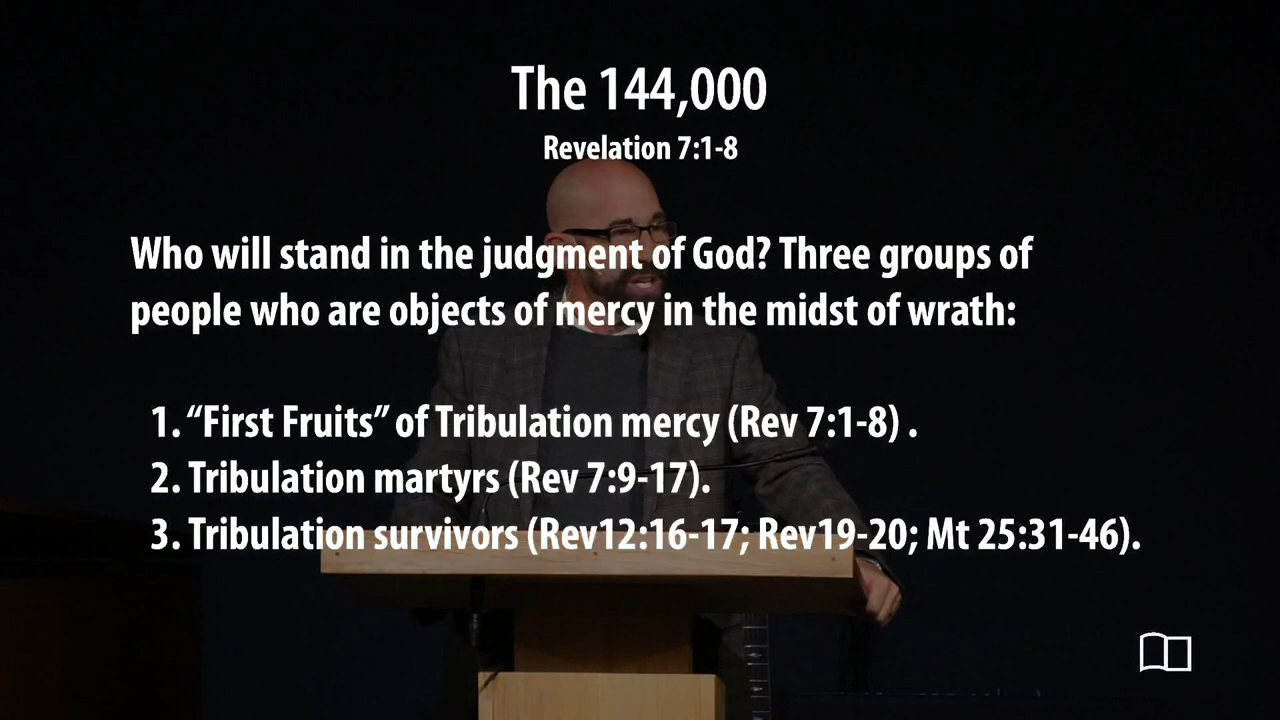 The 144,000
Revelation 7:1-8
Who will stand in the judgment of God? Three groups of
people who are objects of mercy in the midst of wrath:
1. “First Fruits” of Tribulation mercy (Rev 7:1-8) .
2. Tribulation martyrs (Rev 7:9-17).
3. Tribulation survivors (Rev12:16-17; Rev19-20; Mt 25:31-46).